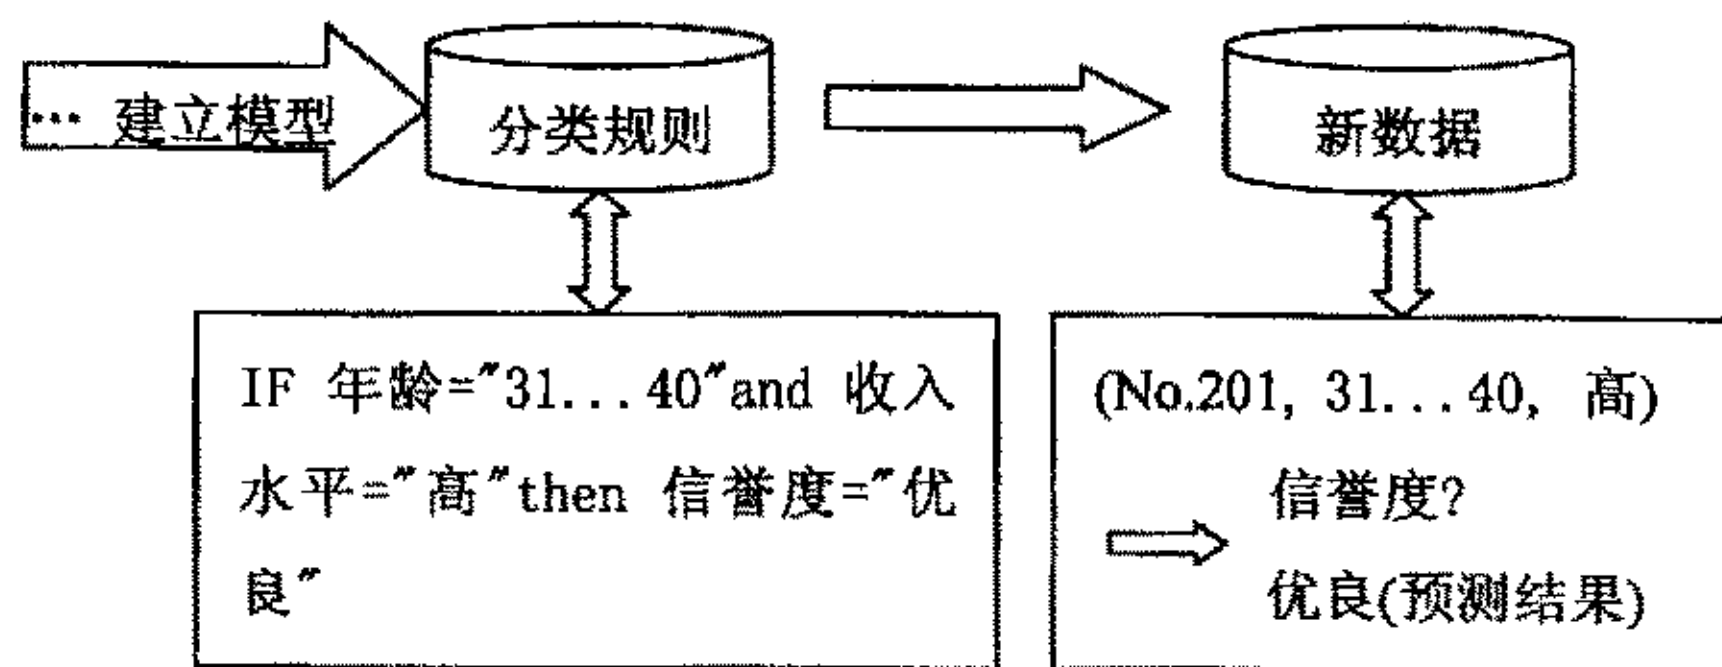 … 建立模型
分类规则
新数据
IF 年龄="31...40"and 收入
水平="高"then 信誉度="优
良"
(No.201, 31...40, 高)
信誉度?
优良(预测结果)